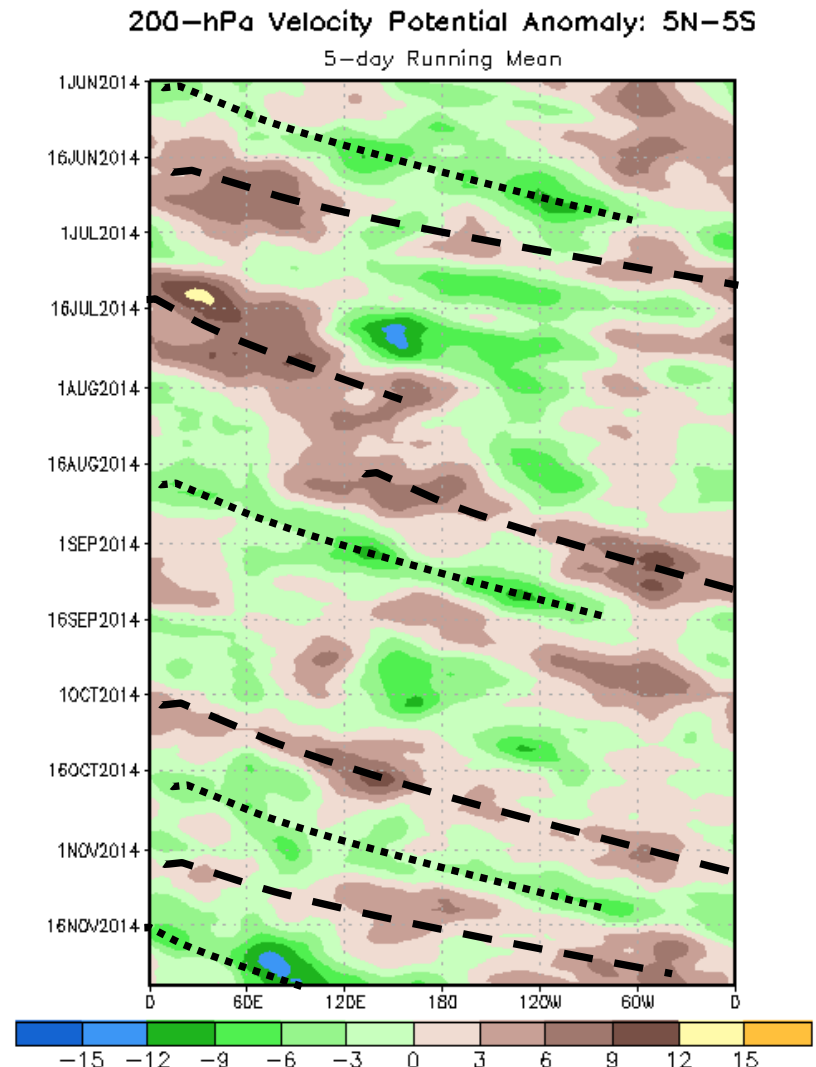 200-hPa Velocity Potential Anomaly: 5N-5S
5-day Running Mean
1JUN2014
16JUN2014
1JUL2014
16JUL2014
1AUG2014
16AUG2014
1SEP2014
16SEP2014
1OCT2014
16OCT2014
1NOV2014
16NOV2014
0 60E 120E 180 120W 60W 0
-15 -12 -9 -6 -3 0 3 6 9 12 15